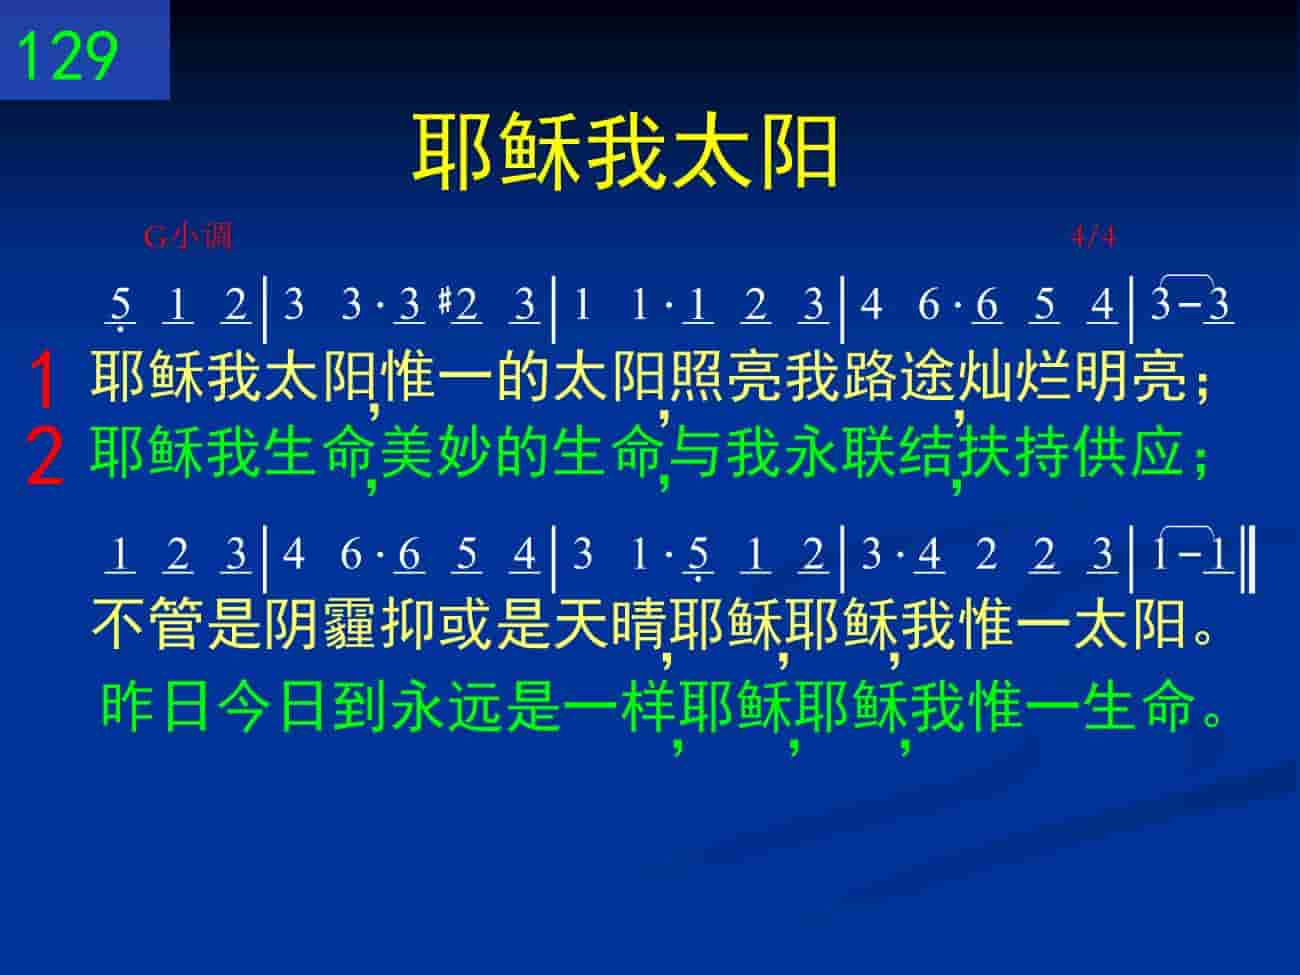 129
耶稣我太阳
G小调 4/4
5 1 2 | 3 3 · 3 #2 3 | 1 1 · 1 2 3 | 4 6 · 6 5 4 | 3 – 3
1 耶稣我太阳,惟一的太阳,照亮我路途,灿烂明亮；
2 耶稣我生命,美妙的生命,与我永联结,扶持供应；
1 2 3 | 4 6 · 6 5 4 | 3 1 · 5 1 2 | 3 · 4 2 2 3 | 1 – 1 ‖
不管是阴霾抑或是天晴,耶稣,耶稣,我惟一太阳。
昨日今日到永远是一样,耶稣,耶稣,我惟一生命。